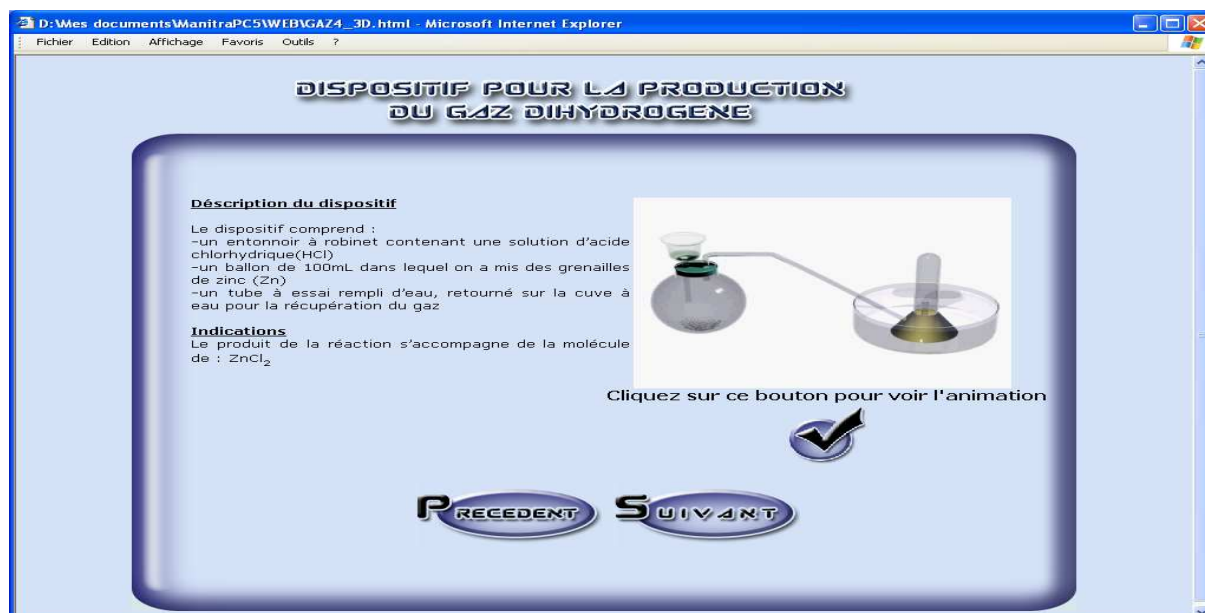 D:\Mes documents\ManitraPC5\WEB\GAZ4_3D.html - Microsoft Internet Explorer
Fichier Edition Affichage Favoris Outils ?
DISPOSITIF POUR LA PRODUCTION
DU GAZ DIHYDROGENE
Déscription du dispositif
Le dispositif comprend :
-un entonnoir à robinet contenant une solution d'acide
chlorhydrique(HCl)
-un ballon de 100mL dans lequel on a mis des grenailles
de zinc (Zn)
-un tube à essai rempli d'eau, retourné sur la cuve à
eau pour la récupération du gaz
Indications
Le produit de la réaction s'accompagne de la molécule
de : ZnCl₂
Cliquez sur ce bouton pour voir l'animation
PRECEDENT SUIVANT